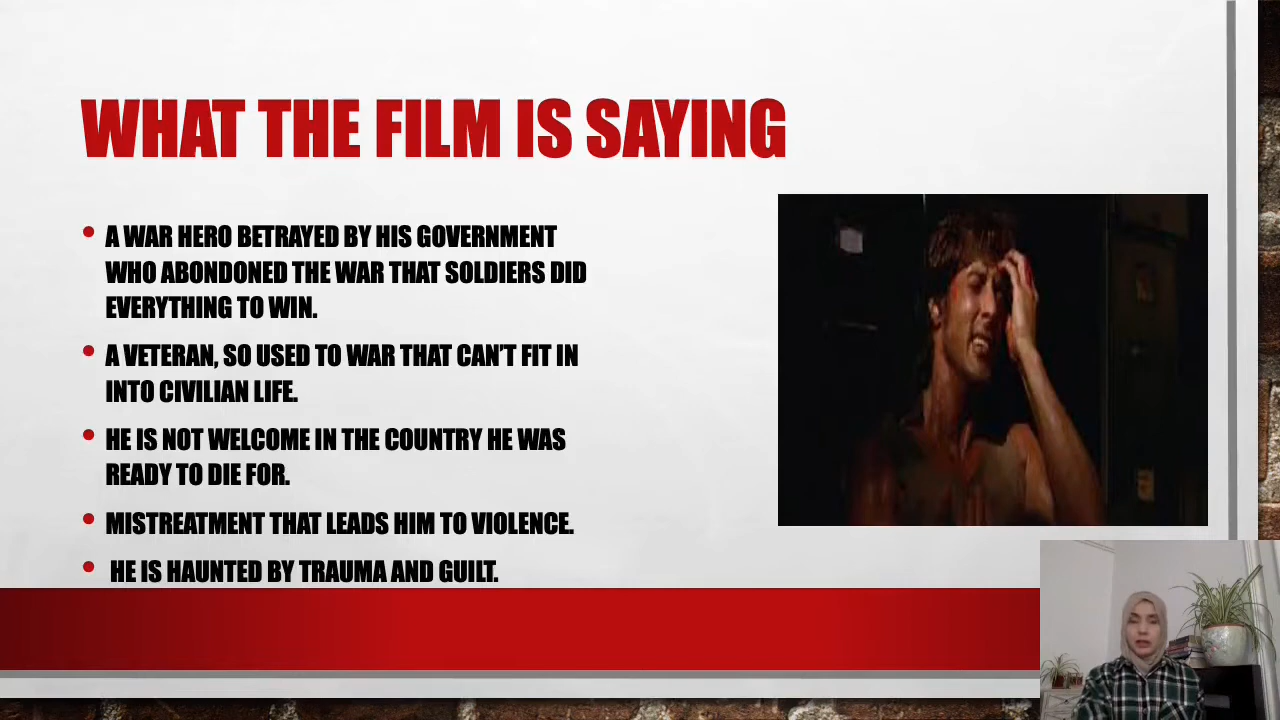 WHAT THE FILM IS SAYING
A WAR HERO BETRAYED BY HIS GOVERNMENT
WHO ABONDONED THE WAR THAT SOLDIERS DID
EVERYTHING TO WIN.
A VETERAN, SO USED TO WAR THAT CAN'T FIT IN
INTO CIVILIAN LIFE.
HE IS NOT WELCOME IN THE COUNTRY HE WAS
READY TO DIE FOR.
MISTREATMENT THAT LEADS HIM TO VIOLENCE.
HE IS HAUNTED BY TRAUMA AND GUILT.